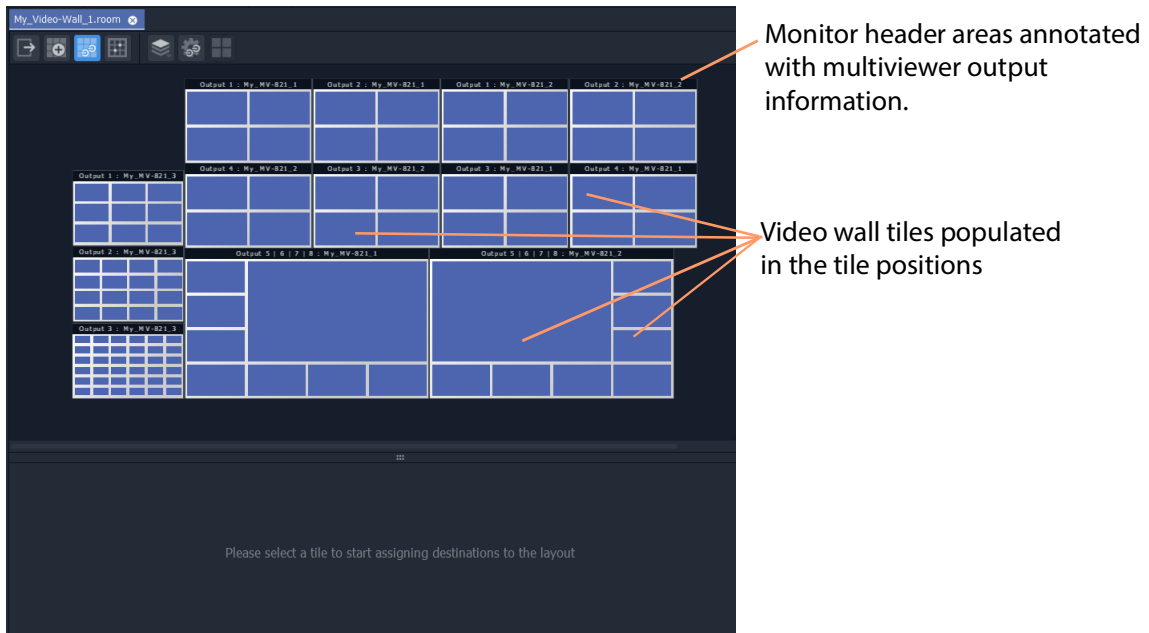 My_Video-Wall_1.room
Monitor header areas annotated
with multiviewer output
information.
Output 1 : My_MV-821_1
Output 2 : My_MV-821_1
Output 1 : My_MV-821_2
Output 2 : My_MV-821_2
Output 4 : My_MV-821_2
Output 3 : My_MV-821_2
Output 3 : My_MV-821_1
Output 4 : My_MV-821_1
Output 1 : My_MV-821_3
Output 2 : My_MV-821_3
Output 3 : My_MV-821_3
Output 5 | 6 | 7 | 8 : My_MV-821_1
Output 5 | 6 | 7 | 8 : My_MV-821_2
Video wall tiles populated
in the tile positions
Please select a tile to start assigning destinations to the layout